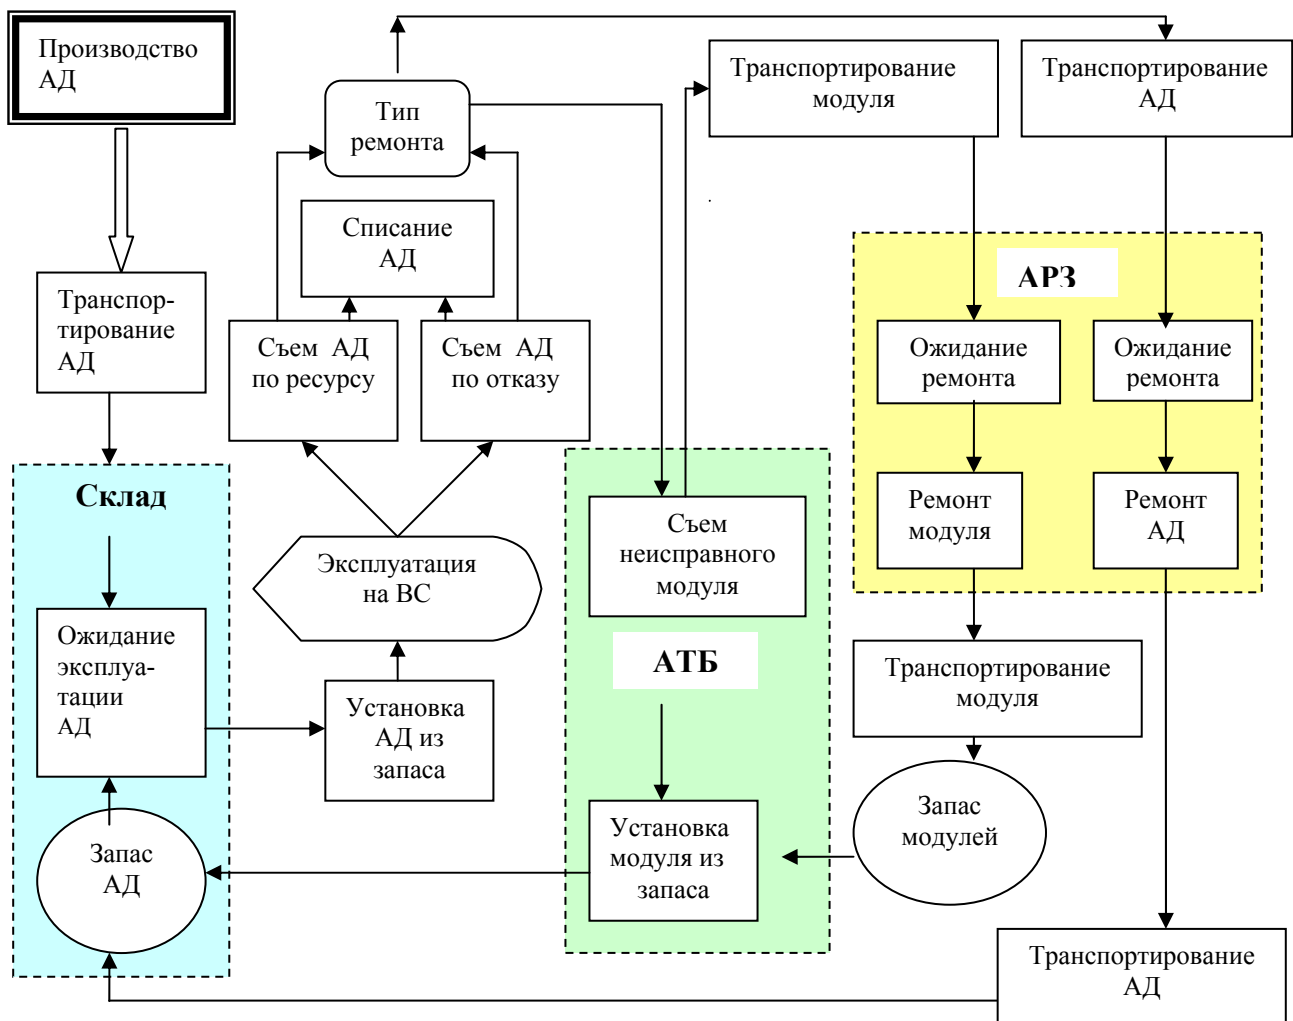 Производство
АД
Тип
ремонта
Транспортирование
модуля
Транспортирование
АД
Списание
АД
АРЗ
Транспор-
тирование
АД
Съем АД
по ресурсу
Съем АД
по отказу
Ожидание
ремонта
Ожидание
ремонта
Склад
Ремонт
модуля
Ремонт
АД
Съем
неисправного
модуля
Эксплуатация
на ВС
Ожидание
эксплуа-
тации
АД
АТБ
Транспортирование
модуля
Установка
АД из
запаса
Запас
модулей
Установка
модуля из
запаса
Запас
АД
Транспортирование
АД